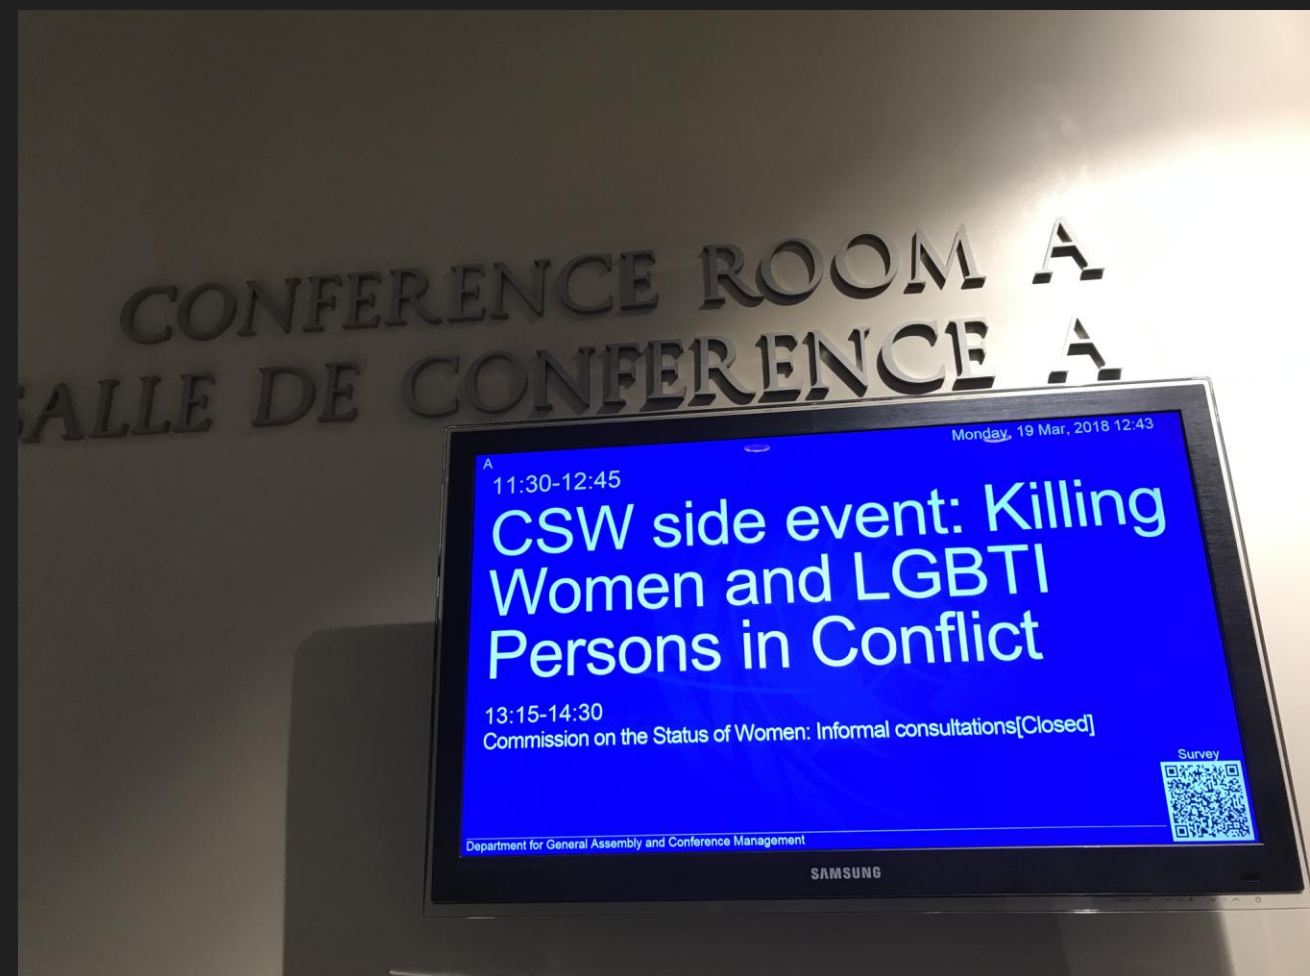 CONFERENCE ROOM A
SALLE DE CONFERENCE A
Monday, 19 Mar, 2018 12:43
A
11:30-12:45
CSW side event: Killing
Women and LGBTI
Persons in Conflict
13:15-14:30
Commission on the Status of Women: Informal consultations[Closed]
Survey
Department for General Assembly and Conference Management
SAMSUNG